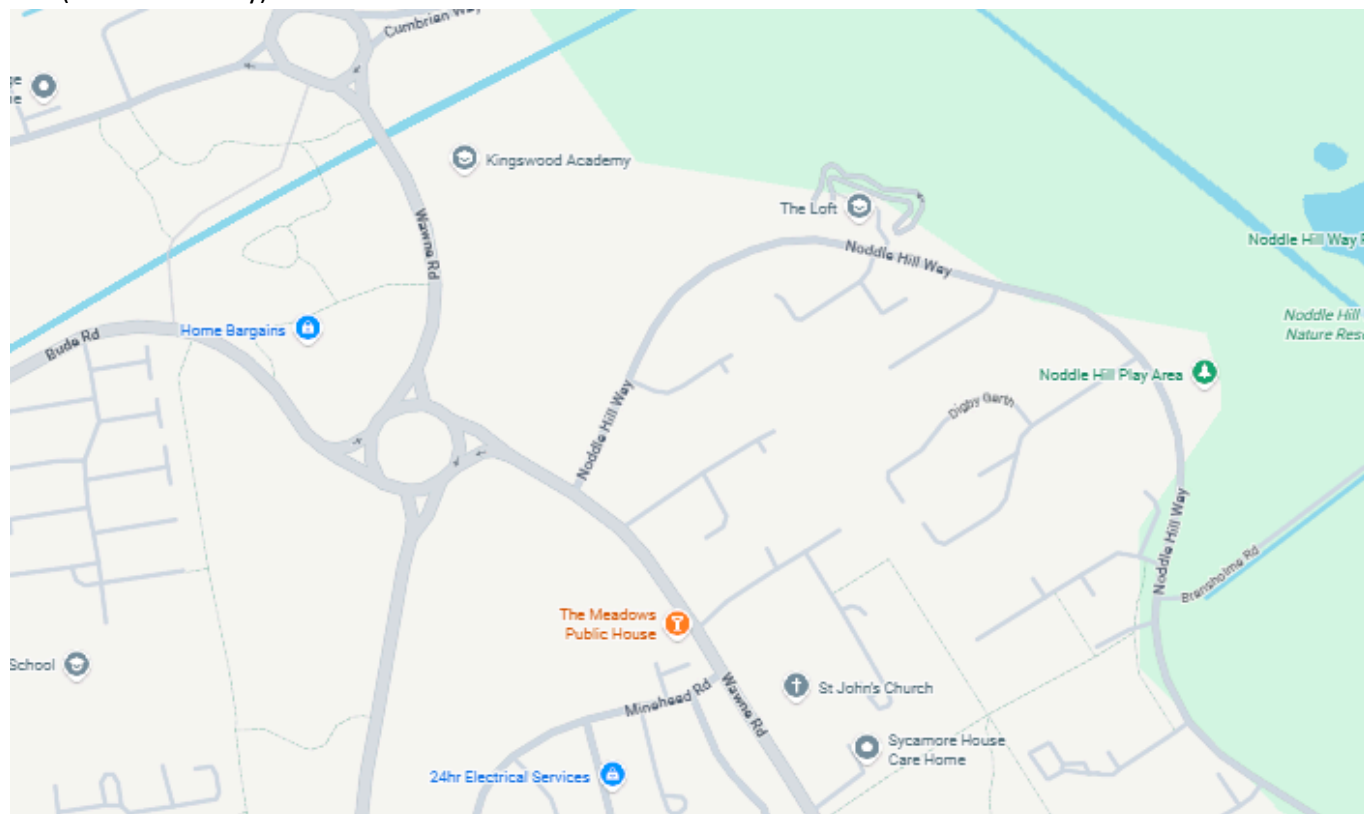 Cumbrian Way
Kingswood Academy
The Loft
Noddle Hill Way
Noddle Hill Way
Wawne Rd
Noddle Hill
Nature
Home Bargains
Bude Rd
Noddle Hill Play Area
Digby Garth
Noddle Hill Way
Noddle Hill Way
Bransholme Rd
The Meadows
Public House
School
Minehead Rd
Wawne Rd
St John's Church
Sycamore House
Care Home
24hr Electrical Services